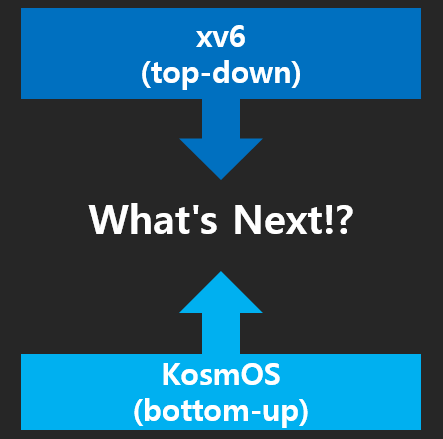 xv6
(top-down)
What's Next!?
KosmOS
(bottom-up)